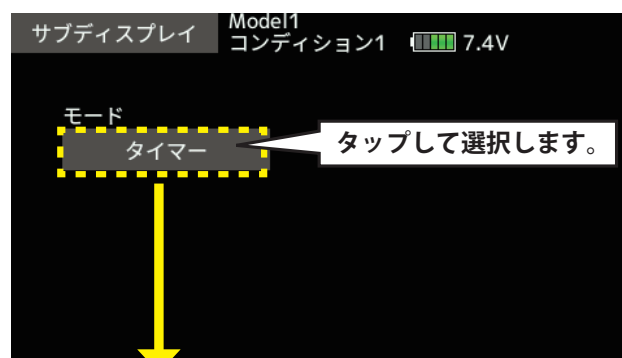 サブディスプレイ
Model1
コンディション1 7.4V
モード
タイマー
タップして選択します。